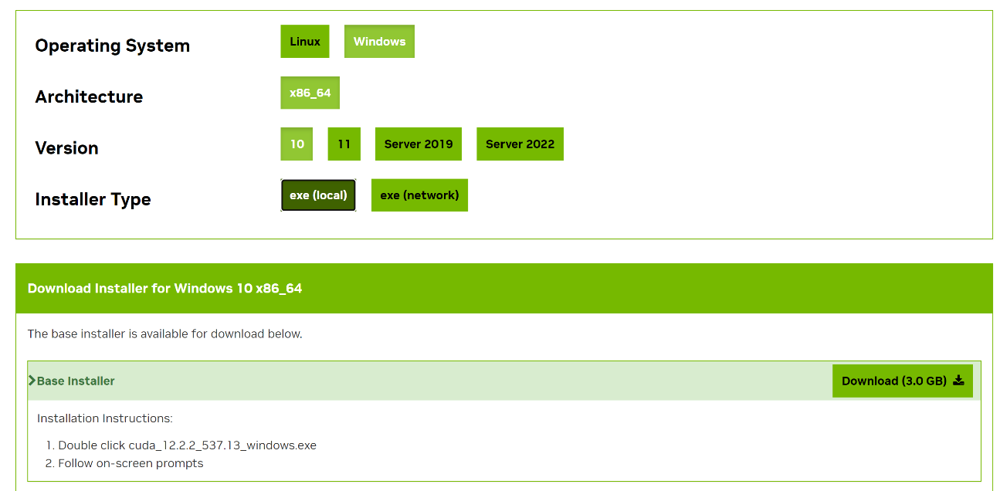 Operating System
Linux
Windows
Architecture
x86_64
Version
10
11
Server 2019
Server 2022
Installer Type
exe (local)
exe (network)
Download Installer for Windows 10 x86_64
The base installer is available for download below.
Base Installer
Download (3.0 GB)
Installation Instructions:
1. Double click cuda_12.2.2_537.13_windows.exe
2. Follow on-screen prompts